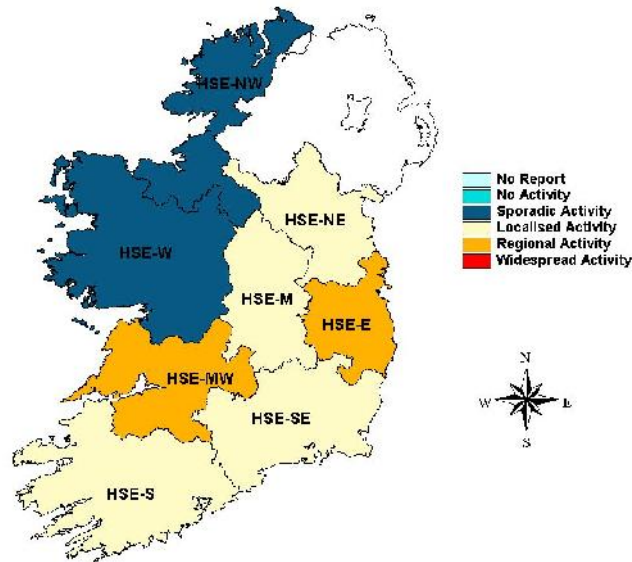 HSE-NW
No Report
No Activity
Sporadic Activity
Localised Activity
Regional Activity
Widespread Activity
HSE-NE
HSE-W
HSE-M
HSE-E
HSE-MW
HSE-SE
HSE-S
N
W E
S